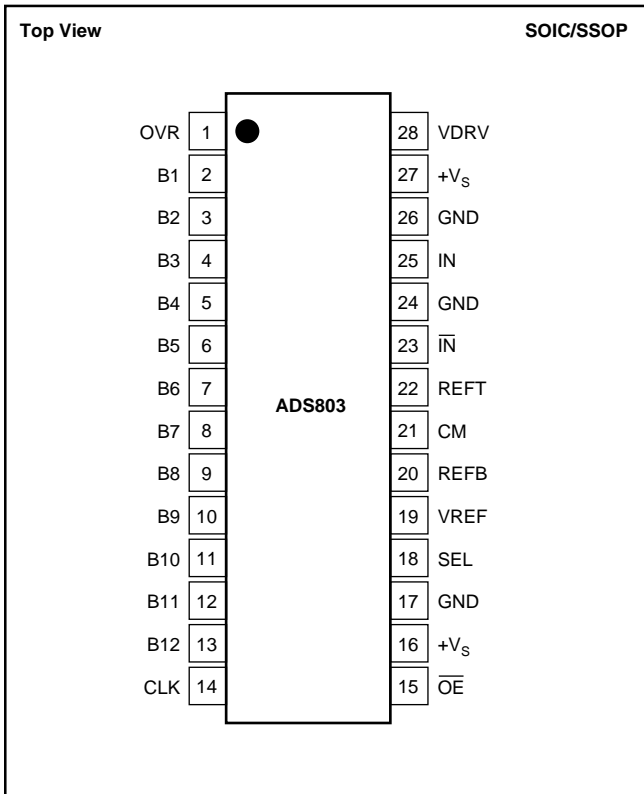 Top View SOIC/SSOP
OVR 1 28 VDRV
B1 2 27 +VS
B2 3 26 GND
B3 4 25 IN
B4 5 24 GND
B5 6 23 I̅N̅
B6 7 22 REFT
ADS803
B7 8 21 CM
B8 9 20 REFB
B9 10 19 VREF
B10 11 18 SEL
B11 12 17 GND
B12 13 16 +VS
CLK 14 15 O̅E̅